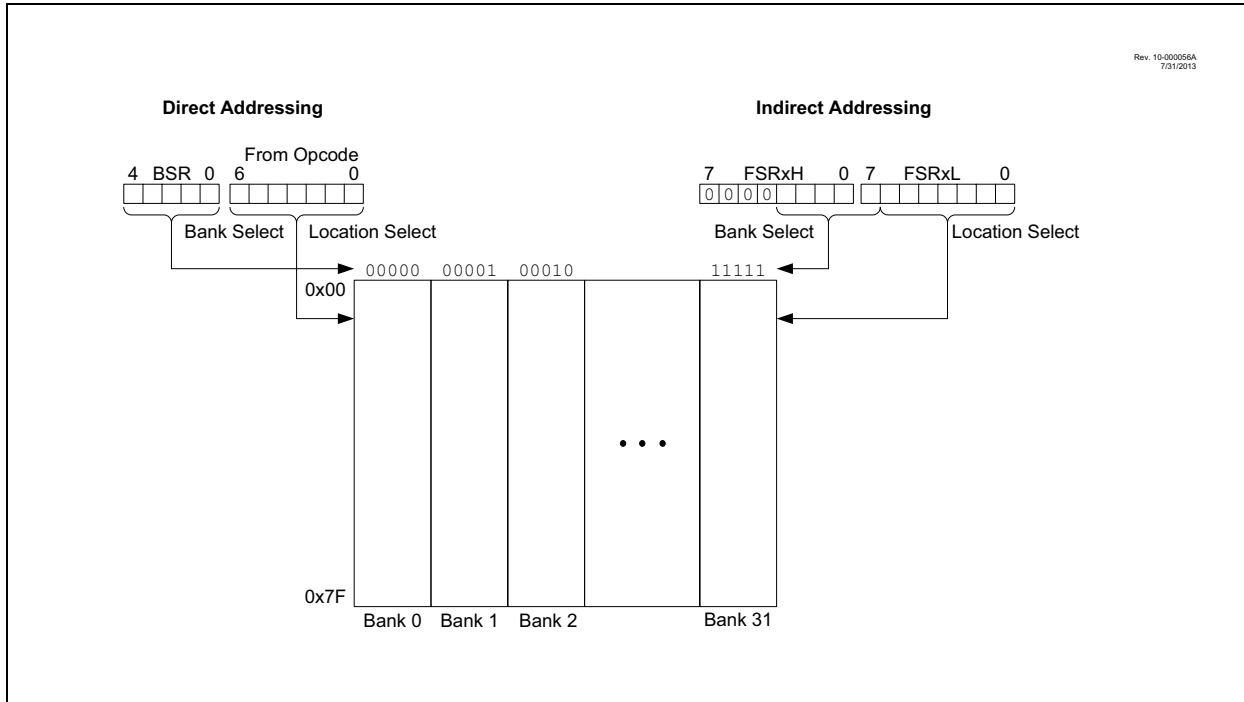 Rev. 10-000056A
7/31/2013
Direct Addressing
Indirect Addressing
From Opcode
4 BSR 0 6 0
7 FSRxH 0 7 FSRxL 0
0 0 0 0
Bank Select Location Select
Bank Select Location Select
00000 00001 00010 11111
0x00
• • •
0x7F
Bank 0 Bank 1 Bank 2 Bank 31